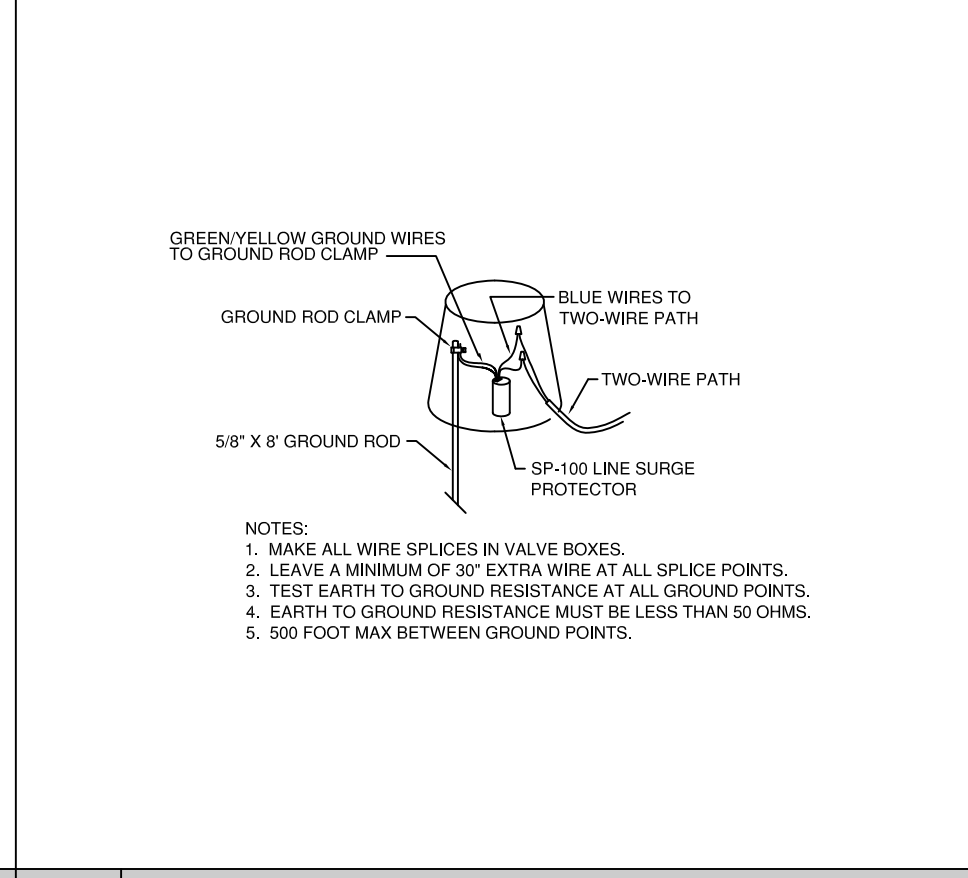 GREEN/YELLOW GROUND WIRES
TO GROUND ROD CLAMP
GROUND ROD CLAMP
BLUE WIRES TO
TWO-WIRE PATH
TWO-WIRE PATH
5/8" X 8' GROUND ROD
SP-100 LINE SURGE
PROTECTOR
NOTES:
1. MAKE ALL WIRE SPLICES IN VALVE BOXES.
2. LEAVE A MINIMUM OF 30" EXTRA WIRE AT ALL SPLICE POINTS.
3. TEST EARTH TO GROUND RESISTANCE AT ALL GROUND POINTS.
4. EARTH TO GROUND RESISTANCE MUST BE LESS THAN 50 OHMS.
5. 500 FOOT MAX BETWEEN GROUND POINTS.